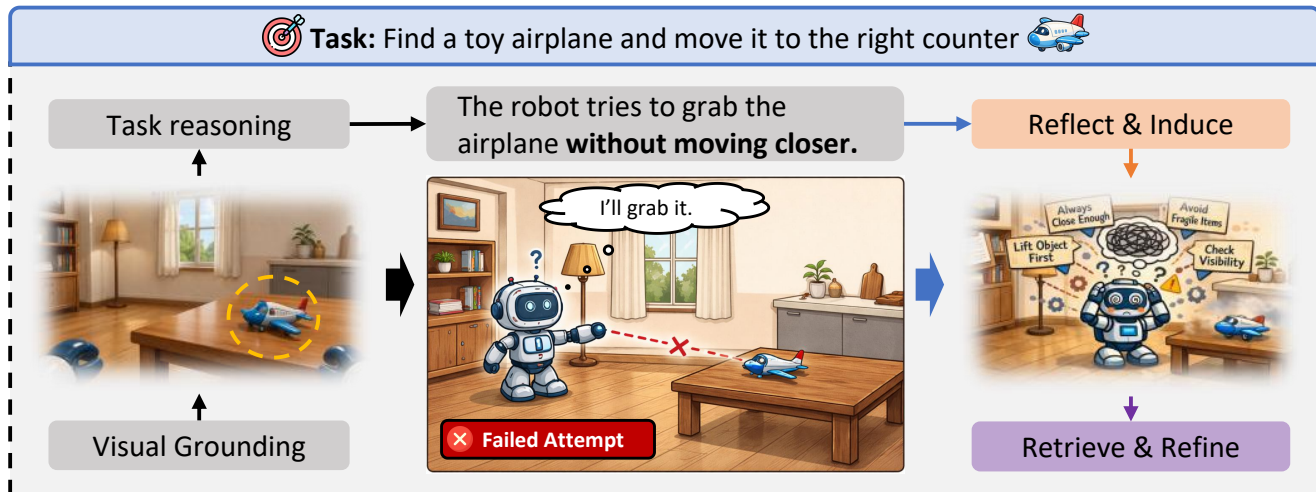 Task: Find a toy airplane and move it to the right counter
Task reasoning
The robot tries to grab the
airplane without moving closer.
Reflect & Induce
I'll grab it.
Always
Close Enough
Avoid
Fragile Items
Lift Object
First
Check
Visibility
? ? ? ?
?
Failed Attempt
Visual Grounding
Retrieve & Refine